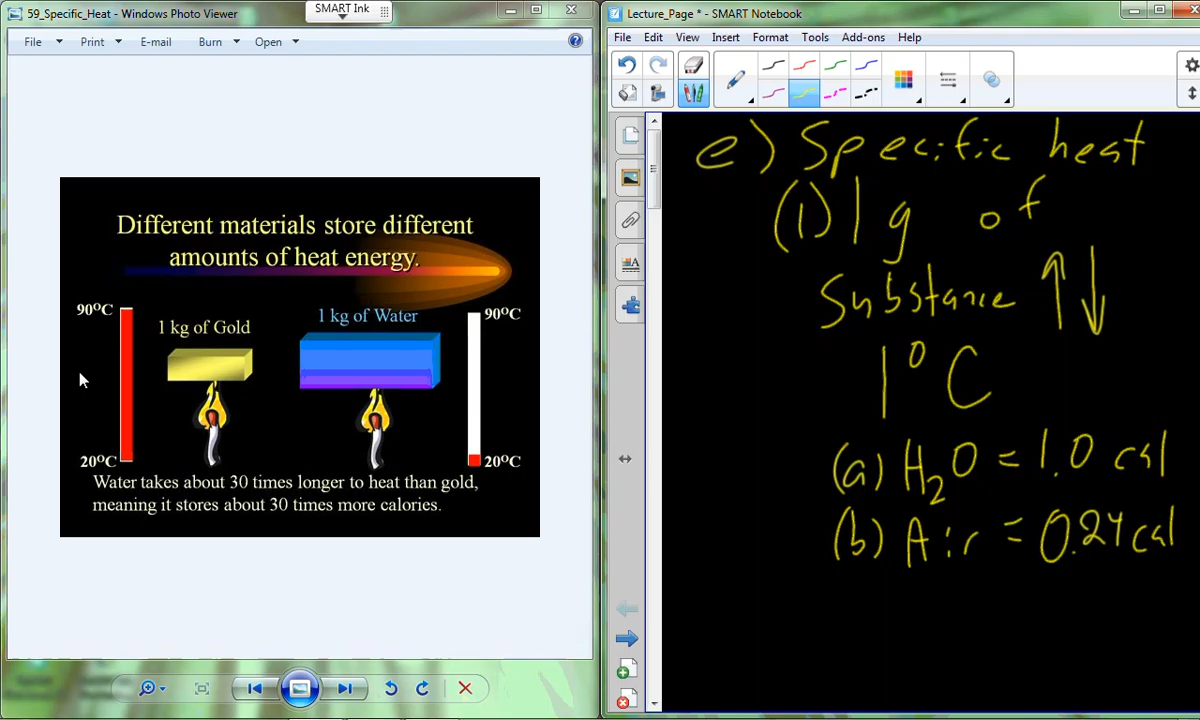 59_Specific_Heat - Windows Photo Viewer
SMART Ink
File Print E-mail Burn Open
Different materials store different
amounts of heat energy.
90°C
1 kg of Gold
1 kg of Water
90°C
20°C
20°C
Water takes about 30 times longer to heat than gold,
meaning it stores about 30 times more calories.
Lecture_Page * - SMART Notebook
File Edit View Insert Format Tools Add-ons Help
e) Specific heat
(1) 1 g of
Substance ↑↓
1° C
(a) H₂O = 1.0 cal
(b) Air = 0.24 cal